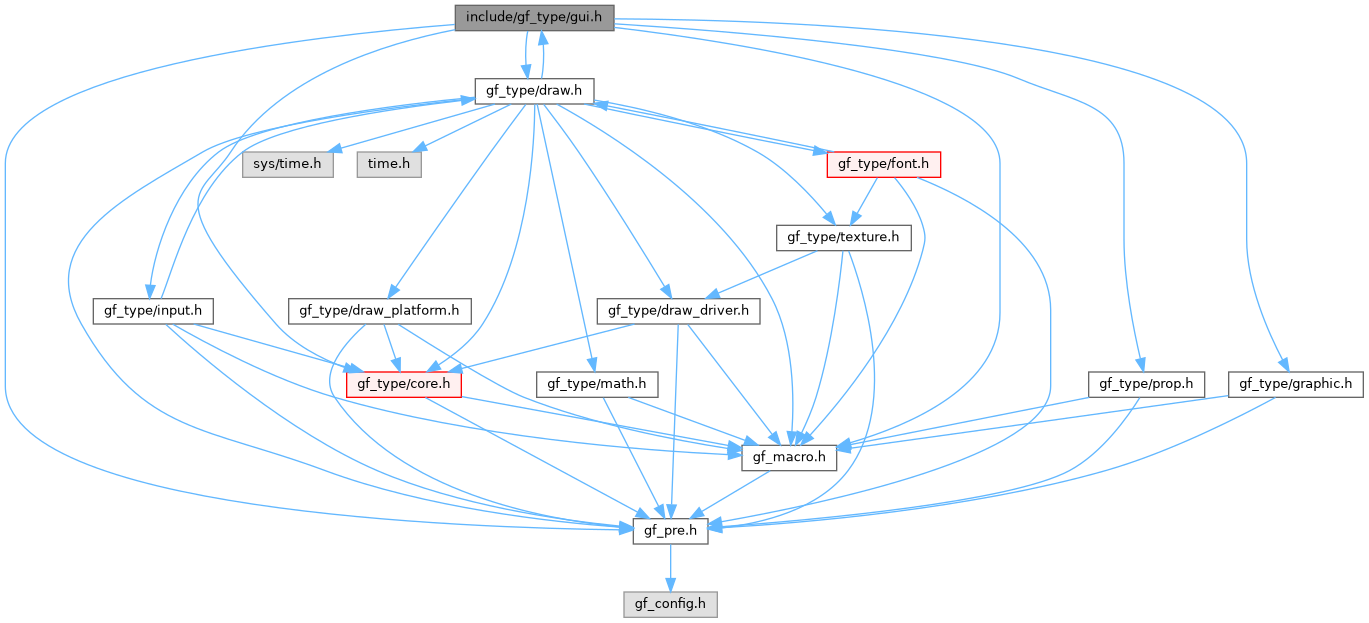 include/gf_type/gui.h
gf_type/draw.h
sys/time.h
time.h
gf_type/font.h
gf_type/texture.h
gf_type/input.h
gf_type/draw_platform.h
gf_type/draw_driver.h
gf_type/core.h
gf_type/math.h
gf_type/prop.h
gf_type/graphic.h
gf_macro.h
gf_pre.h
gf_config.h